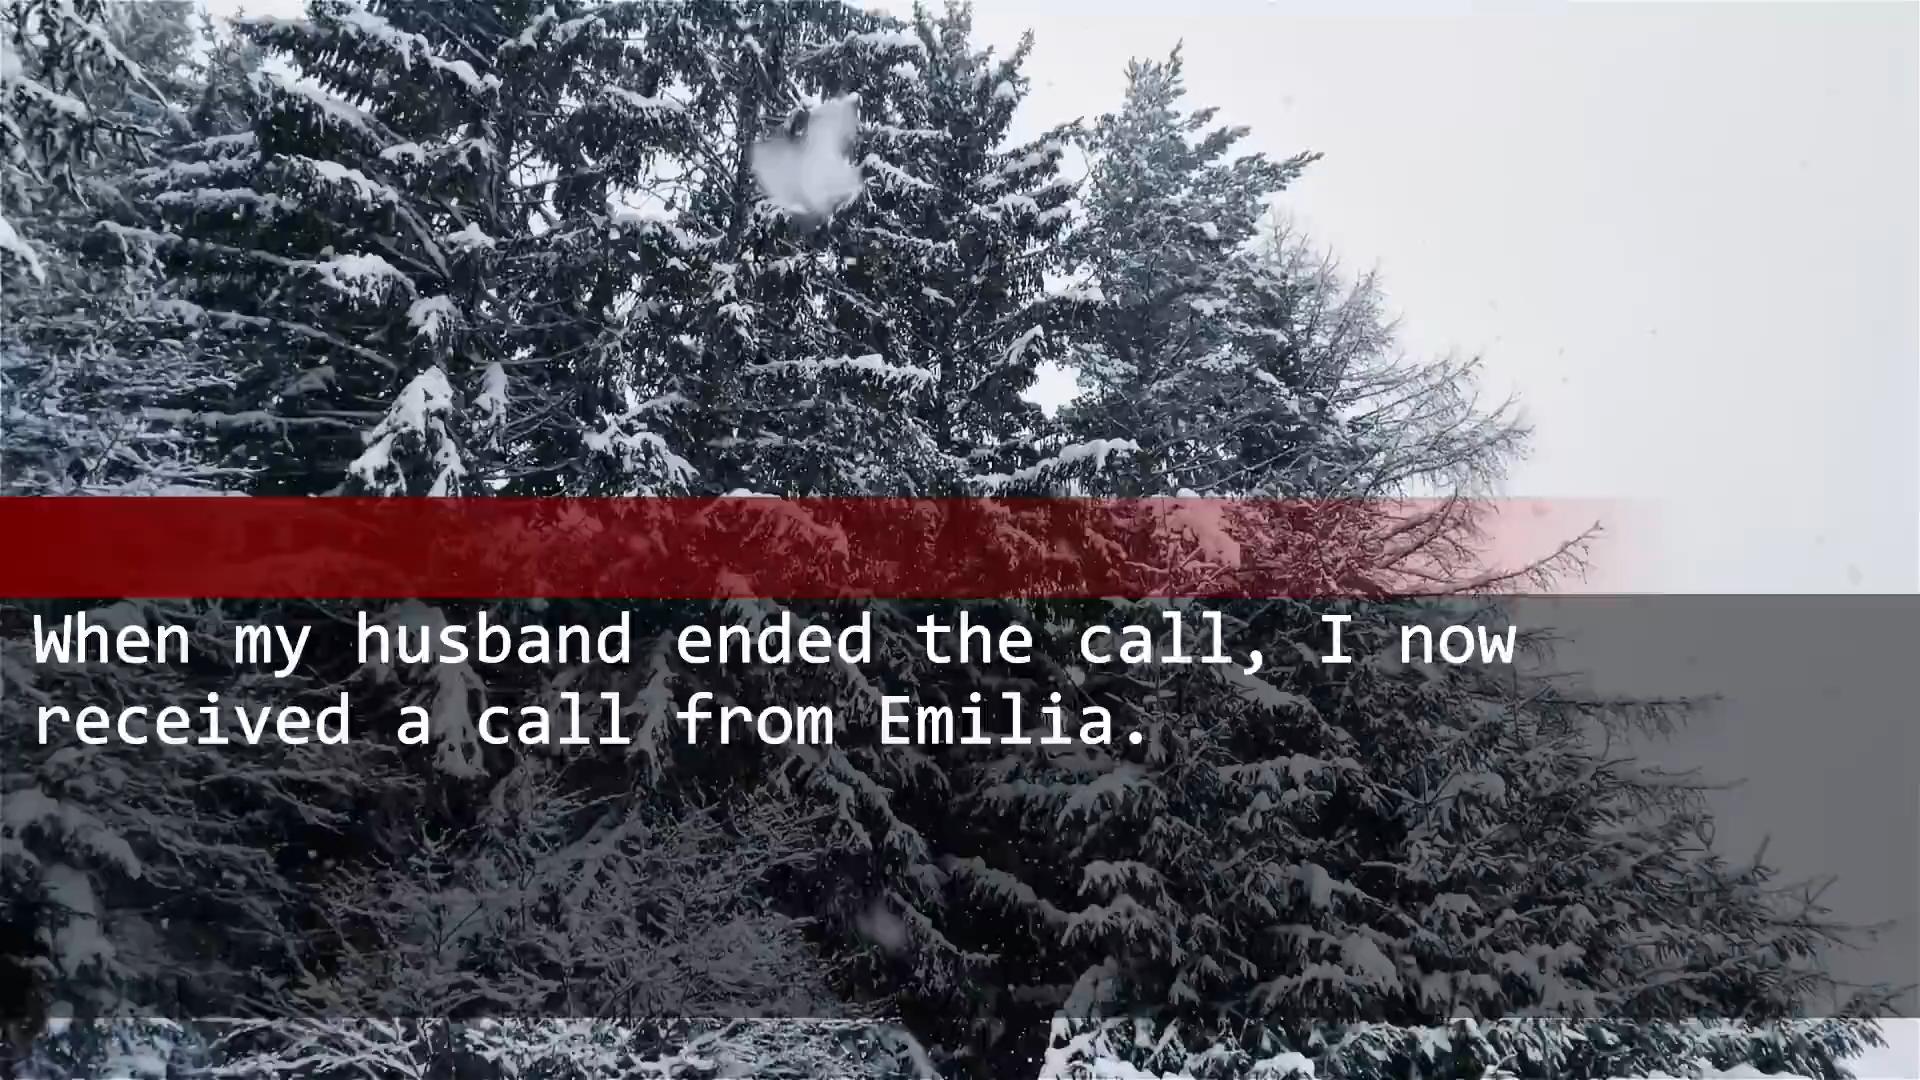 When my husband ended the call, I now
received a call from Emilia.